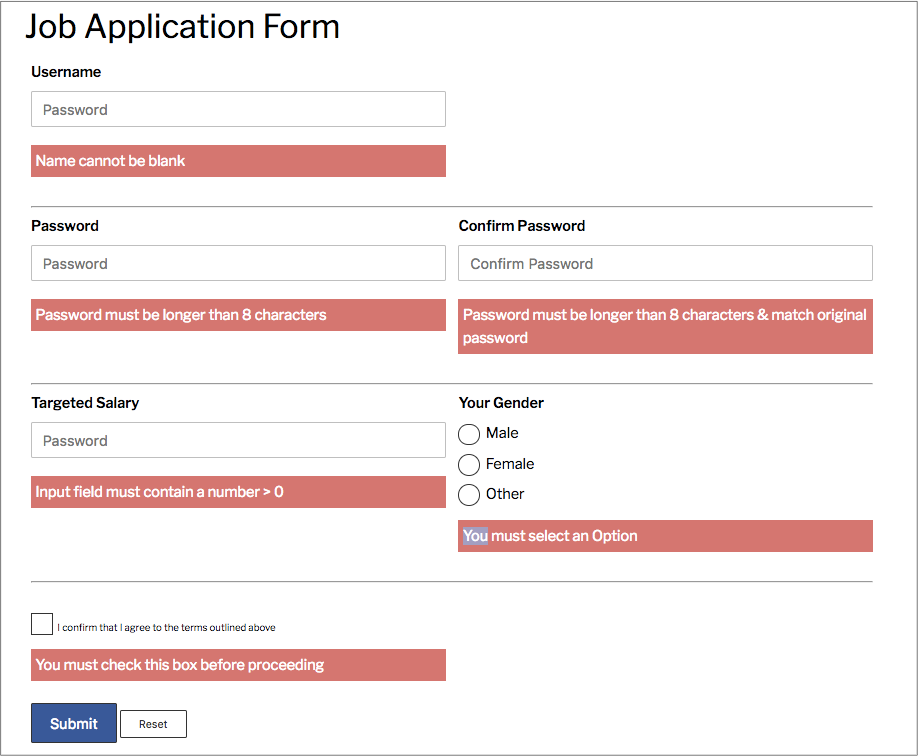 Job Application Form
Username
Password
Name cannot be blank
Password
Confirm Password
Password
Confirm Password
Password must be longer than 8 characters
Password must be longer than 8 characters & match original
password
Targeted Salary
Your Gender
Password
Male
Female
Other
Input field must contain a number > 0
You must select an Option
I confirm that I agree to the terms outlined above
You must check this box before proceeding
Submit
Reset